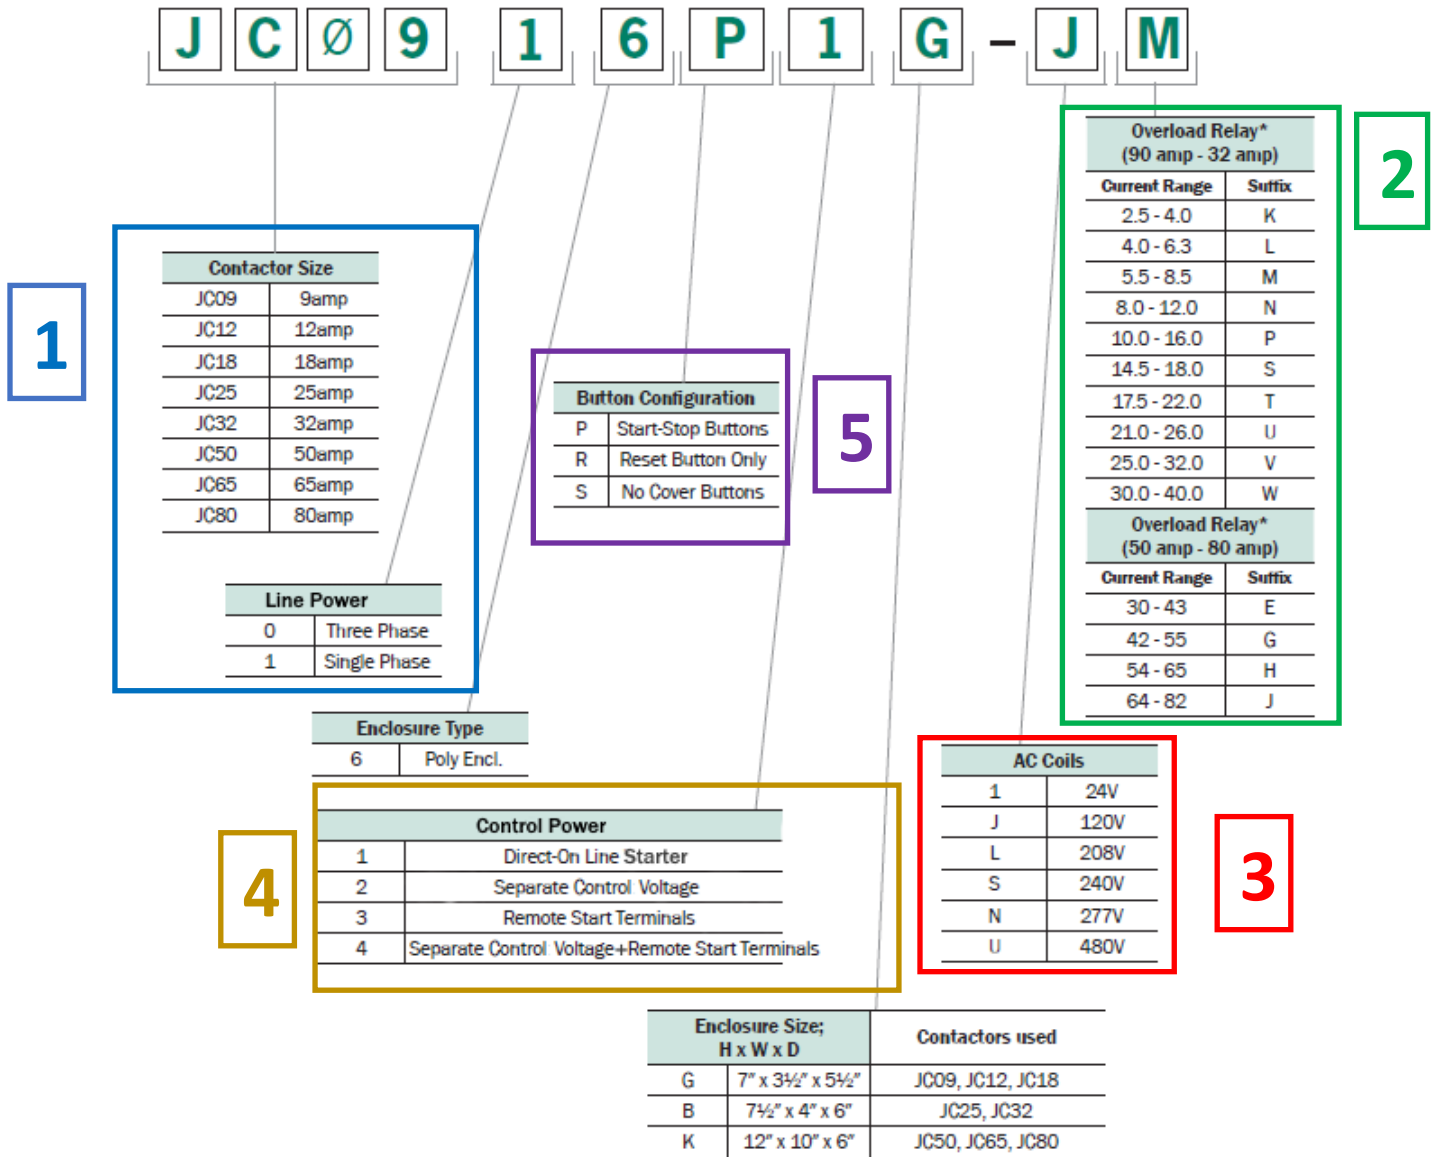 J C Ø 9 1 6 P 1 G – J M
1
Contactor Size
JC09 9amp
JC12 12amp
JC18 18amp
JC25 25amp
JC32 32amp
JC50 50amp
JC65 65amp
JC80 80amp
Line Power
0 Three Phase
1 Single Phase
Enclosure Type
6 Poly Encl.
5
Button Configuration
P Start-Stop Buttons
R Reset Button Only
S No Cover Buttons
4
Control Power
1 Direct-On Line Starter
2 Separate Control Voltage
3 Remote Start Terminals
4 Separate Control Voltage+Remote Start Terminals
2
Overload Relay*
(90 amp - 32 amp)
Current Range Suffix
2.5 - 4.0 K
4.0 - 6.3 L
5.5 - 8.5 M
8.0 - 12.0 N
10.0 - 16.0 P
14.5 - 18.0 S
17.5 - 22.0 T
21.0 - 26.0 U
25.0 - 32.0 V
30.0 - 40.0 W
Overload Relay*
(50 amp - 80 amp)
Current Range Suffix
30 - 43 E
42 - 55 G
54 - 65 H
64 - 82 J
3
AC Coils
1 24V
J 120V
L 208V
S 240V
N 277V
U 480V
Enclosure Size;
H x W x D
Contactors used
G 7" x 3½" x 5½" JC09, JC12, JC18
B 7½" x 4" x 6" JC25, JC32
K 12" x 10" x 6" JC50, JC65, JC80